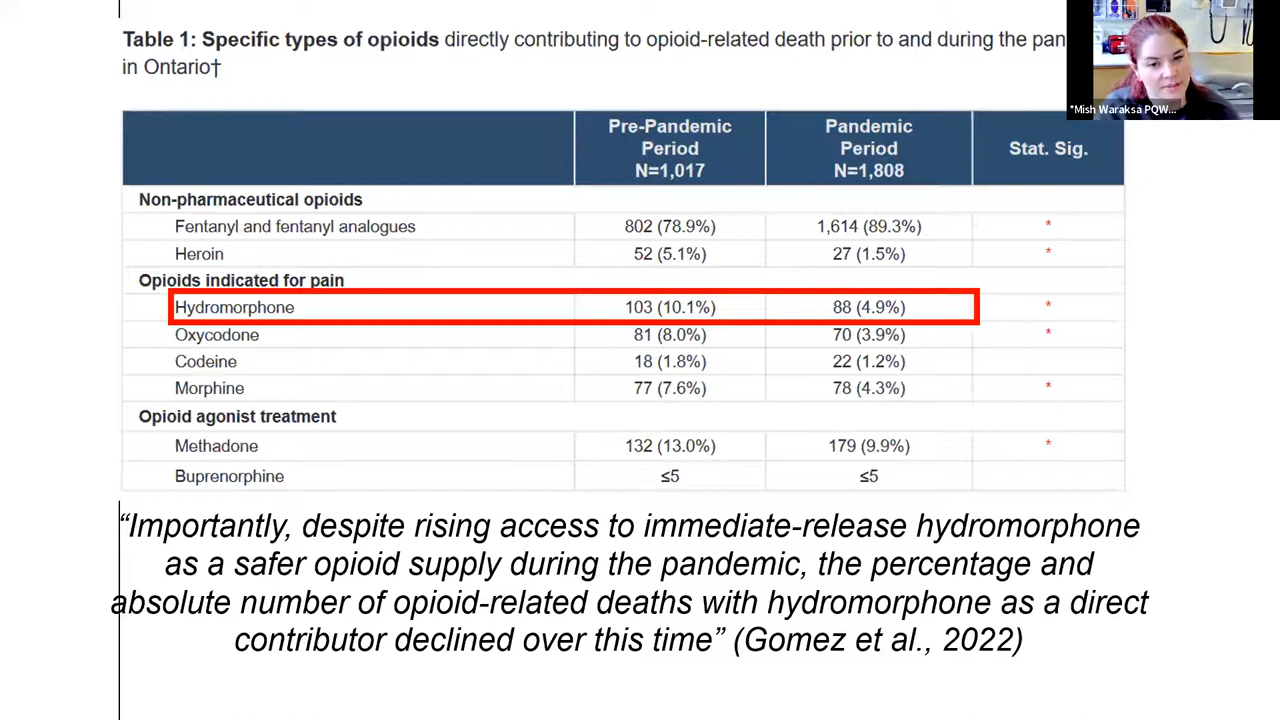 Table 1: Specific types of opioids directly contributing to opioid-related death prior to and during the
in Ontario†
Pre-Pandemic Period N=1,017 Pandemic Period N=1,808 Stat. Sig.
Non-pharmaceutical opioids
Fentanyl and fentanyl analogues 802 (78.9%) 1,614 (89.3%) *
Heroin 52 (5.1%) 27 (1.5%) *
Opioids indicated for pain
Hydromorphone 103 (10.1%) 88 (4.9%) *
Oxycodone 81 (8.0%) 70 (3.9%) *
Codeine 18 (1.8%) 22 (1.2%)
Morphine 77 (7.6%) 78 (4.3%) *
Opioid agonist treatment
Methadone 132 (13.0%) 179 (9.9%) *
Buprenorphine ≤5 ≤5
“Importantly, despite rising access to immediate-release hydromorphone
as a safer opioid supply during the pandemic, the percentage and
absolute number of opioid-related deaths with hydromorphone as a direct
contributor declined over this time” (Gomez et al., 2022)
*Mish Waraksa PQW...